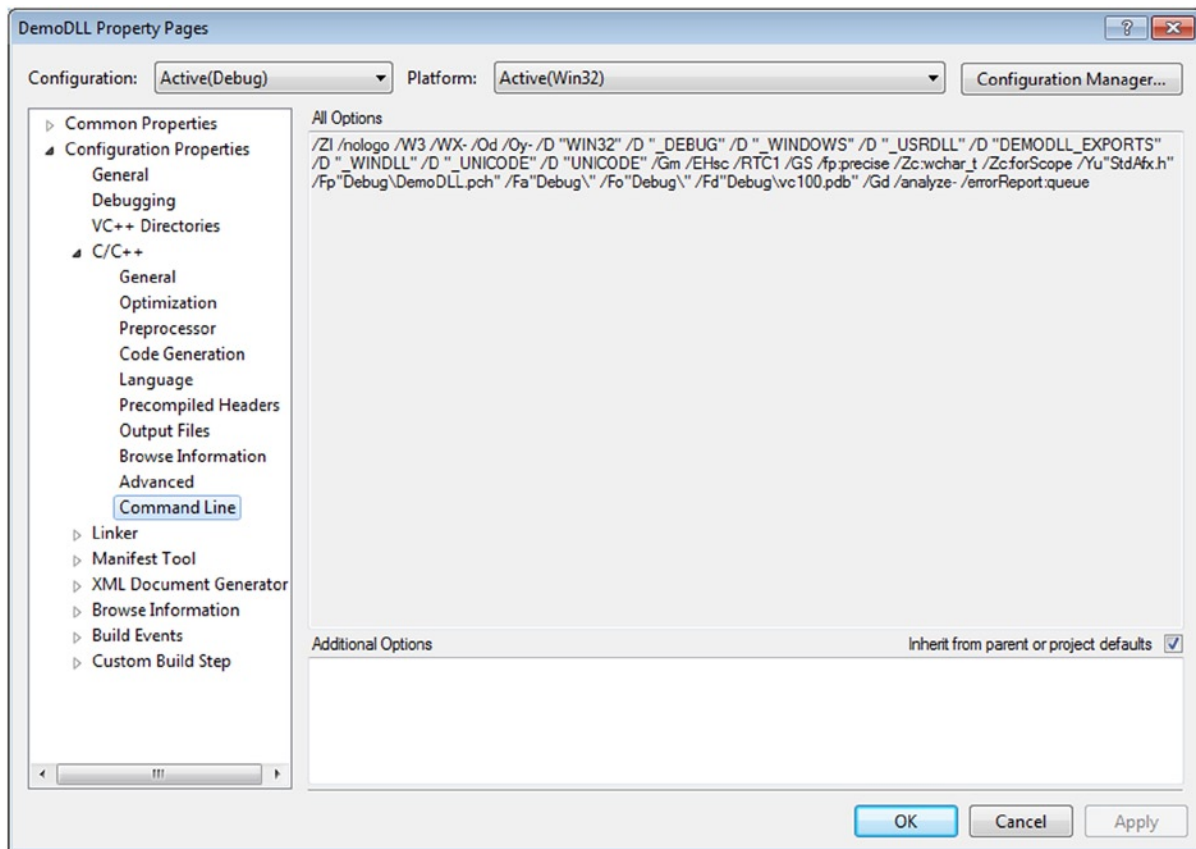 DemoDLL Property Pages
Configuration: Active(Debug) Platform: Active(Win32) Configuration Manager...
Common Properties
Configuration Properties
General
Debugging
VC++ Directories
C/C++
General
Optimization
Preprocessor
Code Generation
Language
Precompiled Headers
Output Files
Browse Information
Advanced
Command Line
Linker
Manifest Tool
XML Document Generator
Browse Information
Build Events
Custom Build Step
All Options
/ZI /nologo /W3 /WX- /Od /Oy- /D "WIN32" /D "_DEBUG" /D "_WINDOWS" /D "_USRDLL" /D "DEMODLL_EXPORTS"
/D "_WINDLL" /D "_UNICODE" /D "UNICODE" /Gm /EHsc /RTC1 /GS /fp:precise /Zc:wchar_t /Zc:forScope /Yu"StdAfx.h"
/Fp"Debug\DemoDLL.pch" /Fa"Debug\" /Fo"Debug\" /Fd"Debug\vc100.pdb" /Gd /analyze- /errorReport:queue
Additional Options Inherit from parent or project defaults
OK Cancel Apply